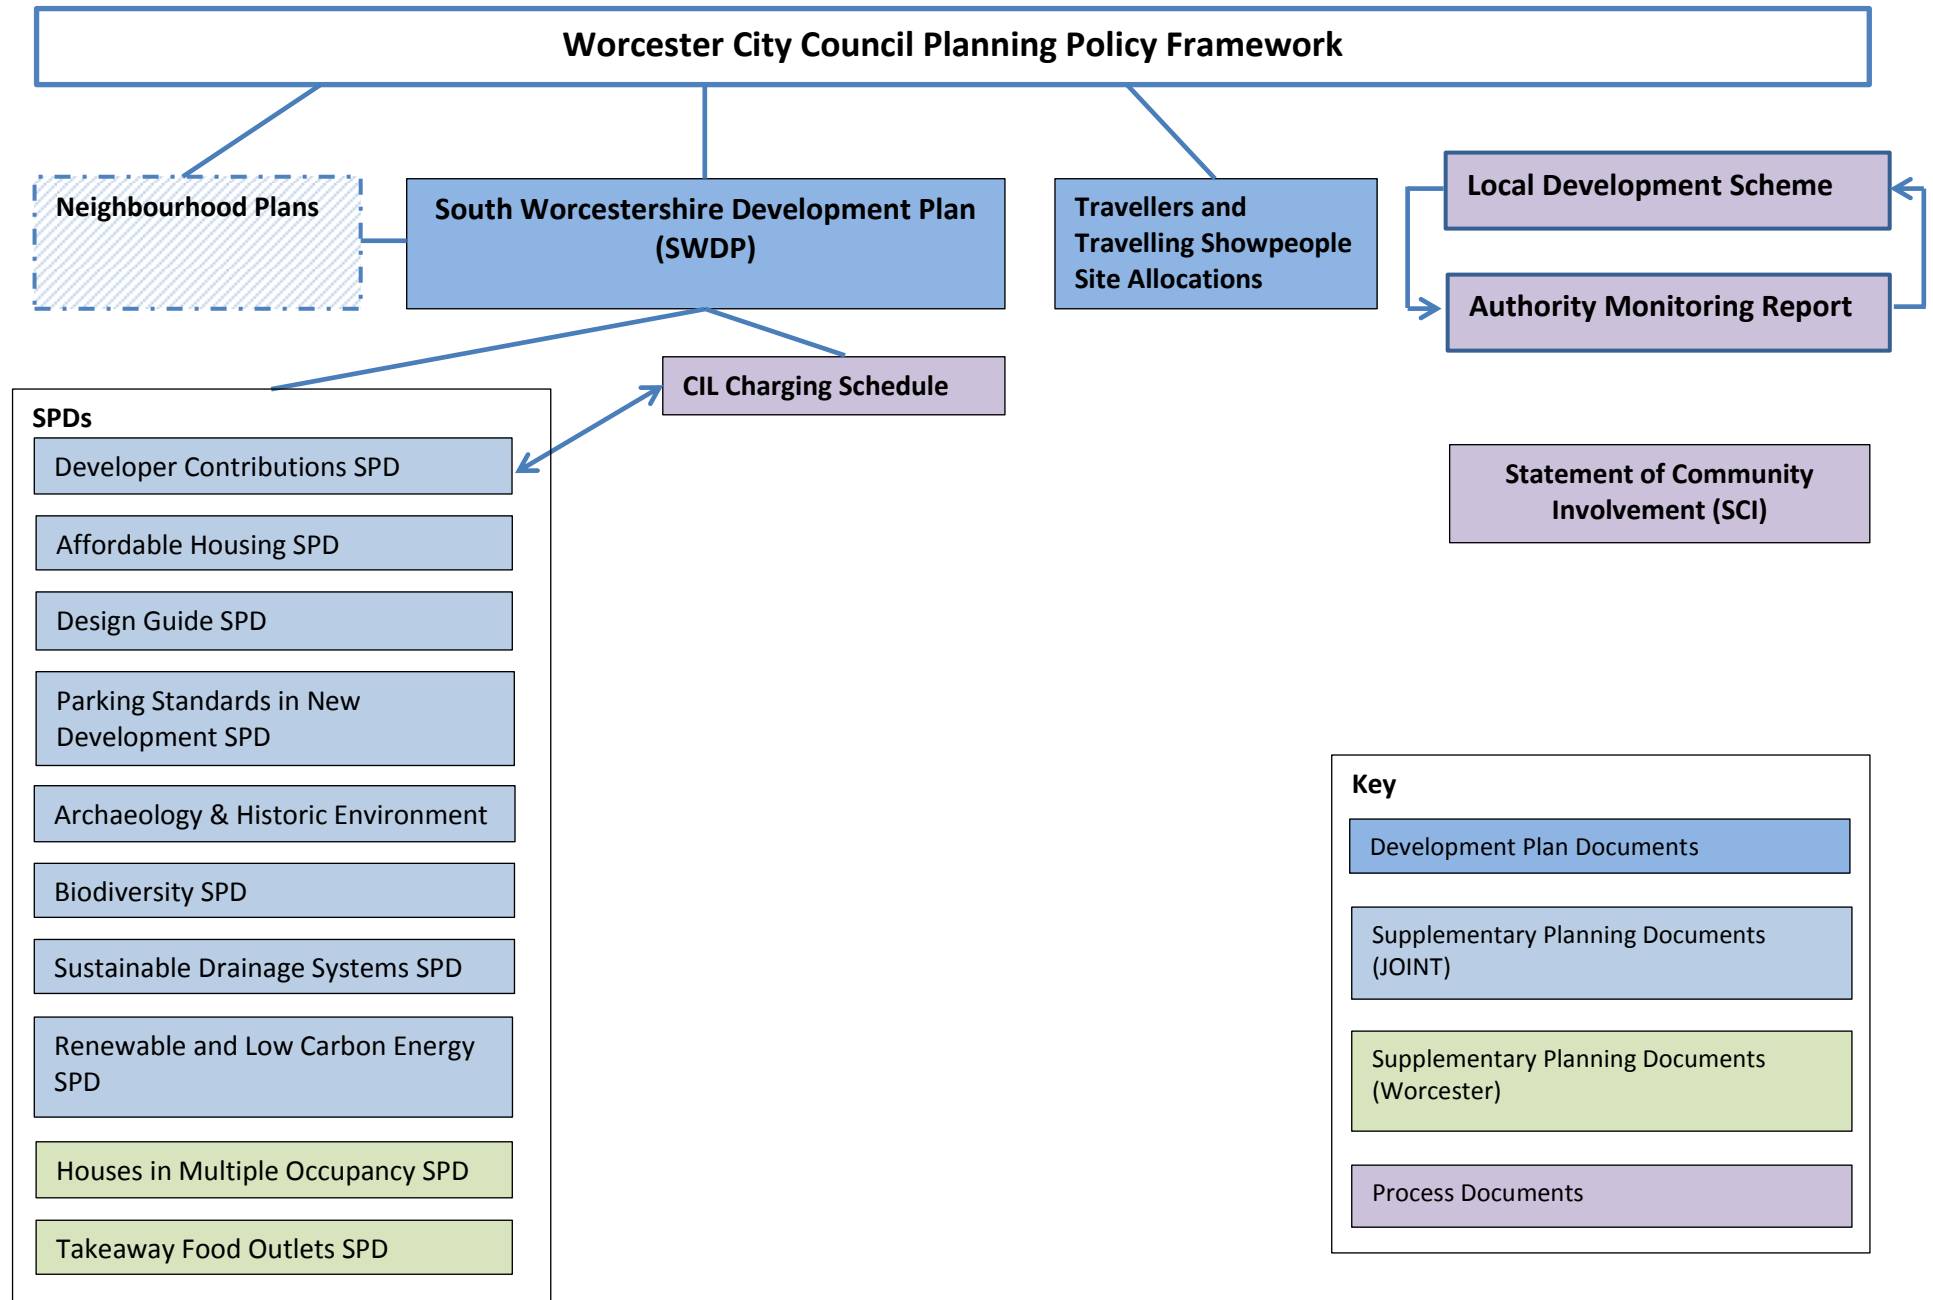 Worcester City Council Planning Policy Framework
Neighbourhood Plans
South Worcestershire Development Plan
(SWDP)
Travellers and
Travelling Showpeople
Site Allocations
Local Development Scheme
Authority Monitoring Report
CIL Charging Schedule
Statement of Community
Involvement (SCI)
SPDs
Developer Contributions SPD
Affordable Housing SPD
Design Guide SPD
Parking Standards in New
Development SPD
Archaeology & Historic Environment
Biodiversity SPD
Sustainable Drainage Systems SPD
Renewable and Low Carbon Energy
SPD
Houses in Multiple Occupancy SPD
Takeaway Food Outlets SPD
Key
Development Plan Documents
Supplementary Planning Documents
(JOINT)
Supplementary Planning Documents
(Worcester)
Process Documents